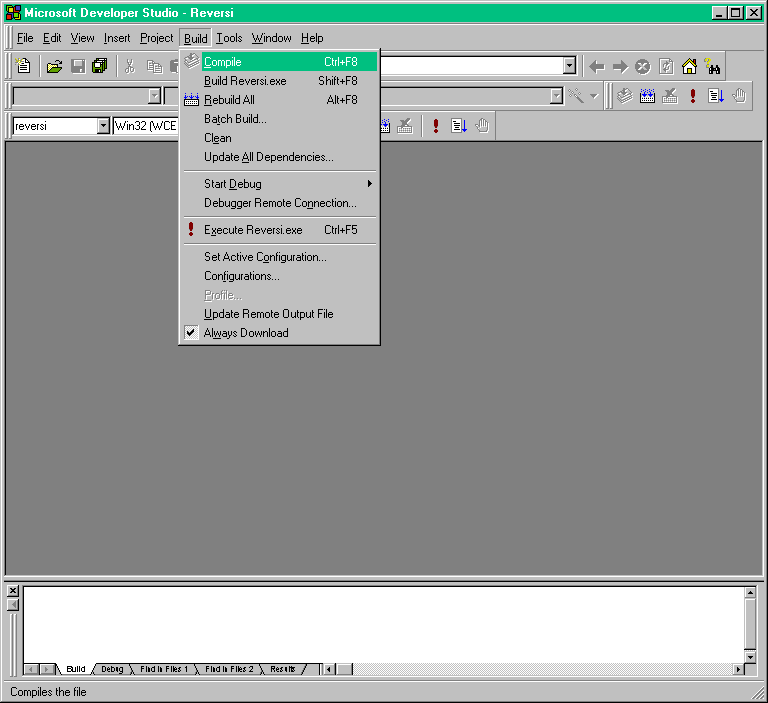 Microsoft Developer Studio - Reversi
File Edit View Insert Project Build Tools Window Help
Compile Ctrl+F8
Build Reversi.exe Shift+F8
Rebuild All Alt+F8
Batch Build...
Clean
Update All Dependencies...
Start Debug
Debugger Remote Connection...
Execute Reversi.exe Ctrl+F5
Set Active Configuration...
Configurations...
Profile...
Update Remote Output File
Always Download
reversi Win32 (WCE
Build Debug Find in Files 1 Find in Files 2 Results
Compiles the file